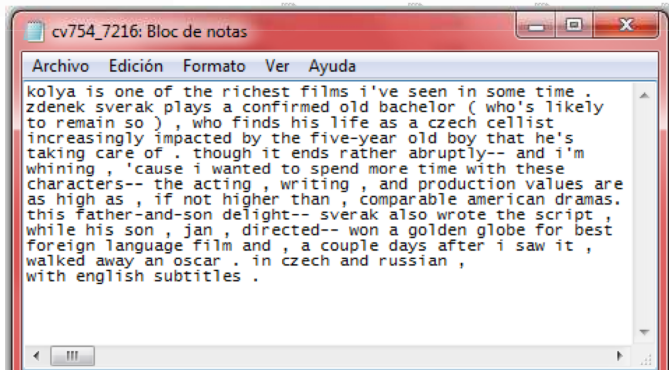 cv754_7216: Bloc de notas
Archivo Edición Formato Ver Ayuda
kolya is one of the richest films i've seen in some time .
zdenek sverak plays a confirmed old bachelor ( who's likely
to remain so ) , who finds his life as a czech cellist
increasingly impacted by the five-year old boy that he's
taking care of . though it ends rather abruptly-- and i'm
whining , 'cause i wanted to spend more time with these
characters-- the acting , writing , and production values are
as high as , if not higher than , comparable american dramas.
this father-and-son delight-- sverak also wrote the script ,
while his son , jan , directed-- won a golden globe for best
foreign language film and , a couple days after i saw it ,
walked away an oscar . in czech and russian ,
with english subtitles .